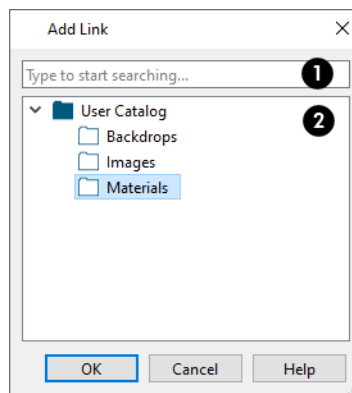 Add Link
Type to start searching...
1
User Catalog
2
Backdrops
Images
Materials
OK Cancel Help